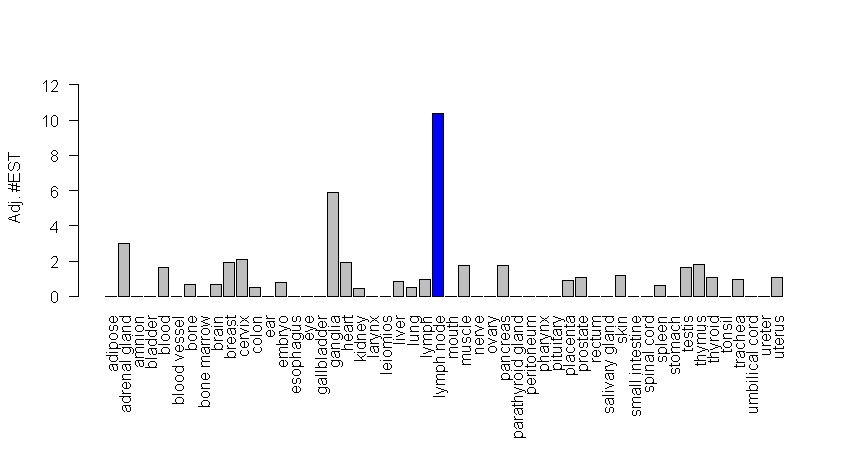 12
10
8
6
4
2
0
Adj. #EST
adipose
adrenal gland
amnion
bladder
blood
blood vessel
bone
bone marrow
brain
breast
cervix
colon
ear
embryo
esophagus
eye
gallbladder
ganglia
heart
kidney
larynx
leiomios
liver
lung
lymph
lymph node
mouth
muscle
nerve
ovary
pancreas
parathyroid gland
peritoneum
pharynx
pituitary
placenta
prostate
rectum
salivary gland
skin
small intestine
spinal cord
spleen
stomach
testis
thymus
thyroid
tonsil
trachea
umbilical cord
ureter
uterus